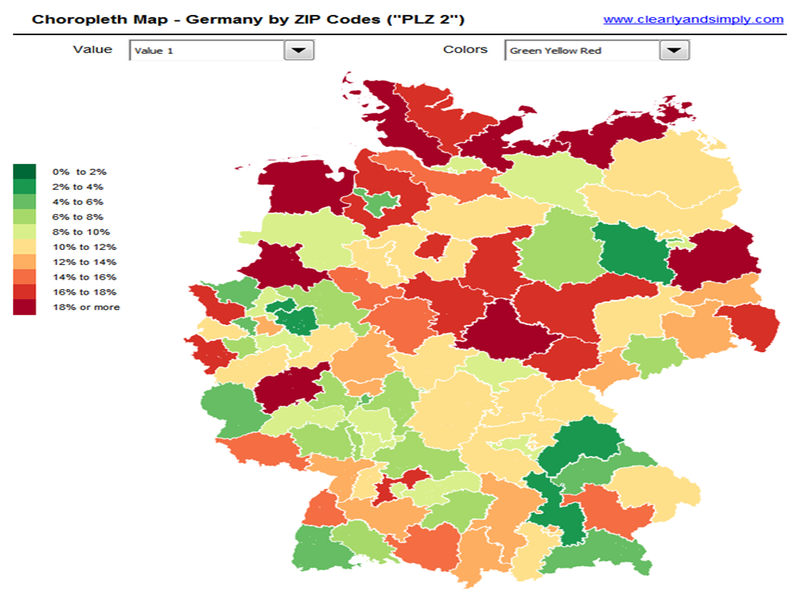 Choropleth Map - Germany by ZIP Codes ("PLZ 2")
www.clearlyandsimply.com
Value Value 1 Colors Green Yellow Red
0% to 2%
2% to 4%
4% to 6%
6% to 8%
8% to 10%
10% to 12%
12% to 14%
14% to 16%
16% to 18%
18% or more